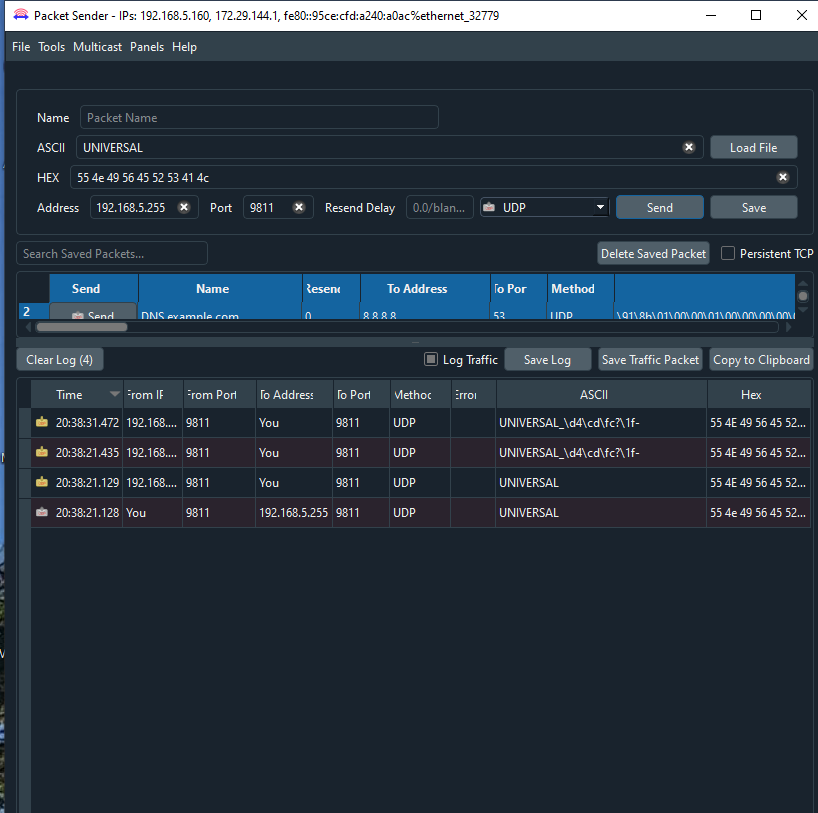 Packet Sender - IPs: 192.168.5.160, 172.29.144.1, fe80::95ce:cfd:a240:a0ac%ethernet_32779
File Tools Multicast Panels Help
Name Packet Name
ASCII UNIVERSAL Load File
HEX 55 4e 49 56 45 52 53 41 4c
Address 192.168.5.255 Port 9811 Resend Delay 0.0/blan... UDP Send Save
Search Saved Packets... Delete Saved Packet Persistent TCP
Send Name Resend To Address To Por Method
2 Send DNS example.com 0 8.8.8.8 53 UDP \91\8b\01\00\00\01\00\00\00\00\0
Clear Log (4) Log Traffic Save Log Save Traffic Packet Copy to Clipboard
Time From IP From Port To Address To Port Method Error ASCII Hex
20:38:31.472 192.168.... 9811 You 9811 UDP UNIVERSAL_\d4\cd\fc?\1f- 55 4E 49 56 45 52...
20:38:21.435 192.168.... 9811 You 9811 UDP UNIVERSAL_\d4\cd\fc?\1f- 55 4E 49 56 45 52...
20:38:21.129 192.168.... 9811 You 9811 UDP UNIVERSAL 55 4E 49 56 45 52...
20:38:21.128 You 9811 192.168.5.255 9811 UDP UNIVERSAL 55 4e 49 56 45 52...